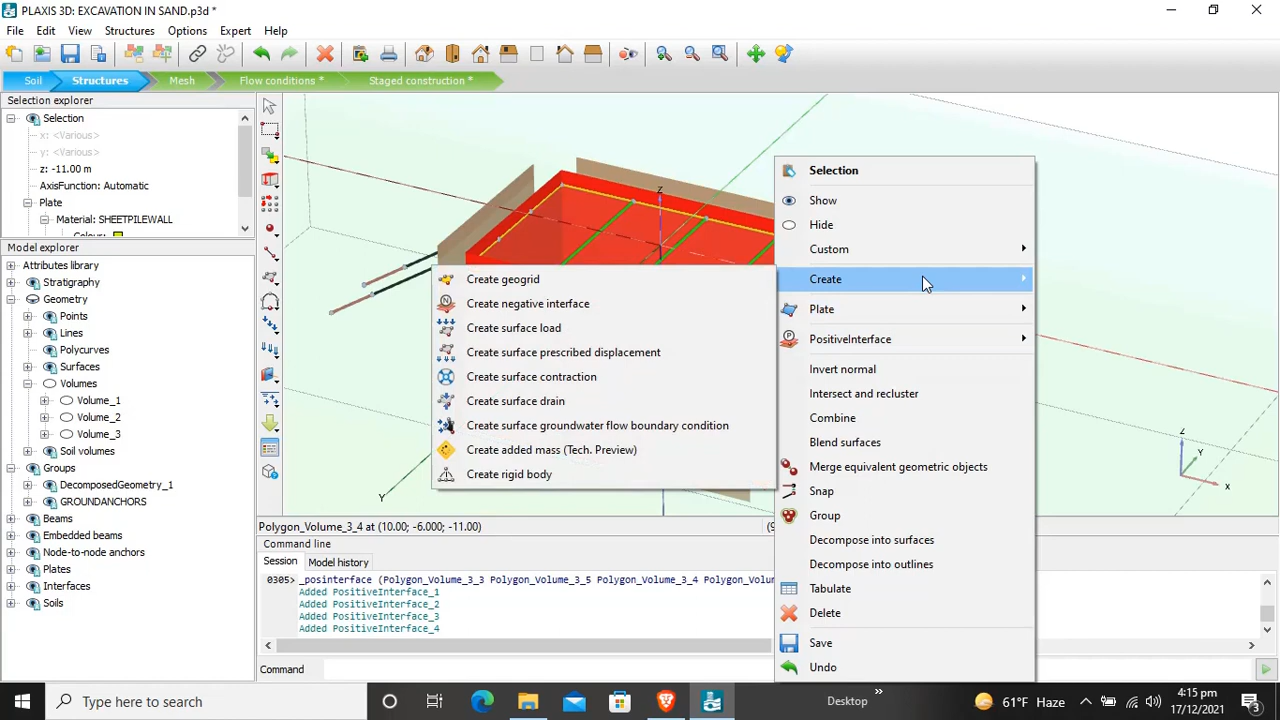 PLAXIS 3D: EXCAVATION IN SAND.p3d *
File Edit View Structures Options Expert Help
Soil Structures Mesh Flow conditions * Staged construction *
Selection explorer
Selection
x: <Various>
y: <Various>
z: -11.00 m
AxisFunction: Automatic
Plate
Material: SHEETPILEWALL
Model explorer
Attributes library
Stratigraphy
Geometry
Points
Lines
Polycurves
Surfaces
Volumes
Volume_1
Volume_2
Volume_3
Soil volumes
Groups
DecomposedGeometry_1
GROUNDANCHORS
Beams
Embedded beams
Node-to-node anchors
Plates
Interfaces
Soils
Z
Y
Z
Y
x
Create geogrid
Create negative interface
Create surface load
Create surface prescribed displacement
Create surface contraction
Create surface drain
Create surface groundwater flow boundary condition
Create added mass (Tech. Preview)
Create rigid body
Selection
Show
Hide
Custom
Create
Plate
PositiveInterface
Invert normal
Intersect and recluster
Combine
Blend surfaces
Merge equivalent geometric objects
Snap
Group
Decompose into surfaces
Decompose into outlines
Tabulate
Delete
Save
Undo
Polygon_Volume_3_4 at (10.00; -6.000; -11.00)
Command line
Session Model history
0305> _posinterface (Polygon_Volume_3_3 Polygon_Volume_3_5 Polygon_Volume_3_4 Polygon_Volu
Added PositiveInterface_1
Added PositiveInterface_2
Added PositiveInterface_3
Added PositiveInterface_4
Command
Type here to search
Desktop
61°F Haze
4:15 pm
17/12/2021
3